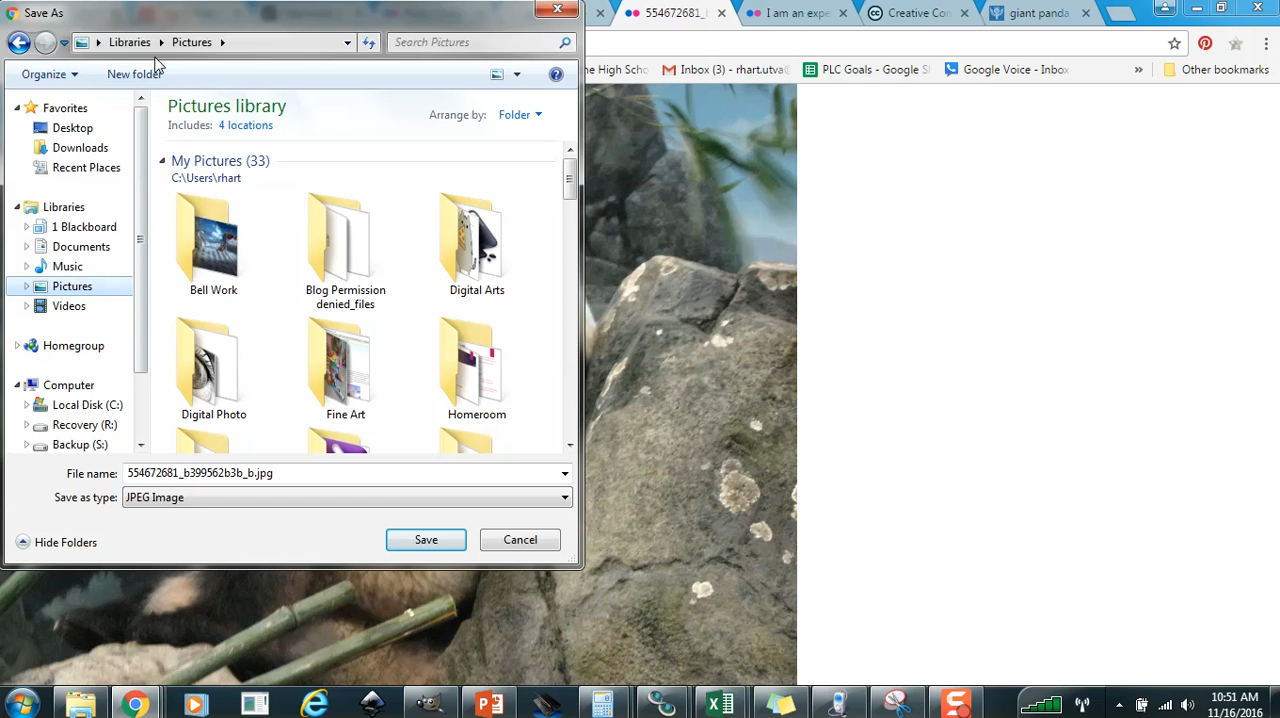 Save As
554672681_b
I am an expe
Creative Con
giant panda
Libraries
Pictures
Search Pictures
Organize
New folder
he High School
Inbox (3) - rhart.utva@
PLC Goals - Google S
Google Voice - Inbox
»
Other bookmarks
Pictures library
Includes: 4 locations
Arrange by: Folder
Favorites
Desktop
Downloads
Recent Places
Libraries
1 Blackboard
Documents
Music
Pictures
Videos
Homegroup
Computer
Local Disk (C:)
Recovery (R:)
Backup (S:)
My Pictures (33)
C:\Users\rhart
Bell Work
Blog Permission
denied_files
Digital Arts
Digital Photo
Fine Art
Homeroom
File name: 554672681_b399562b3b_b.jpg
Save as type: JPEG Image
Hide Folders
Save
Cancel
10:51 AM
11/16/2016